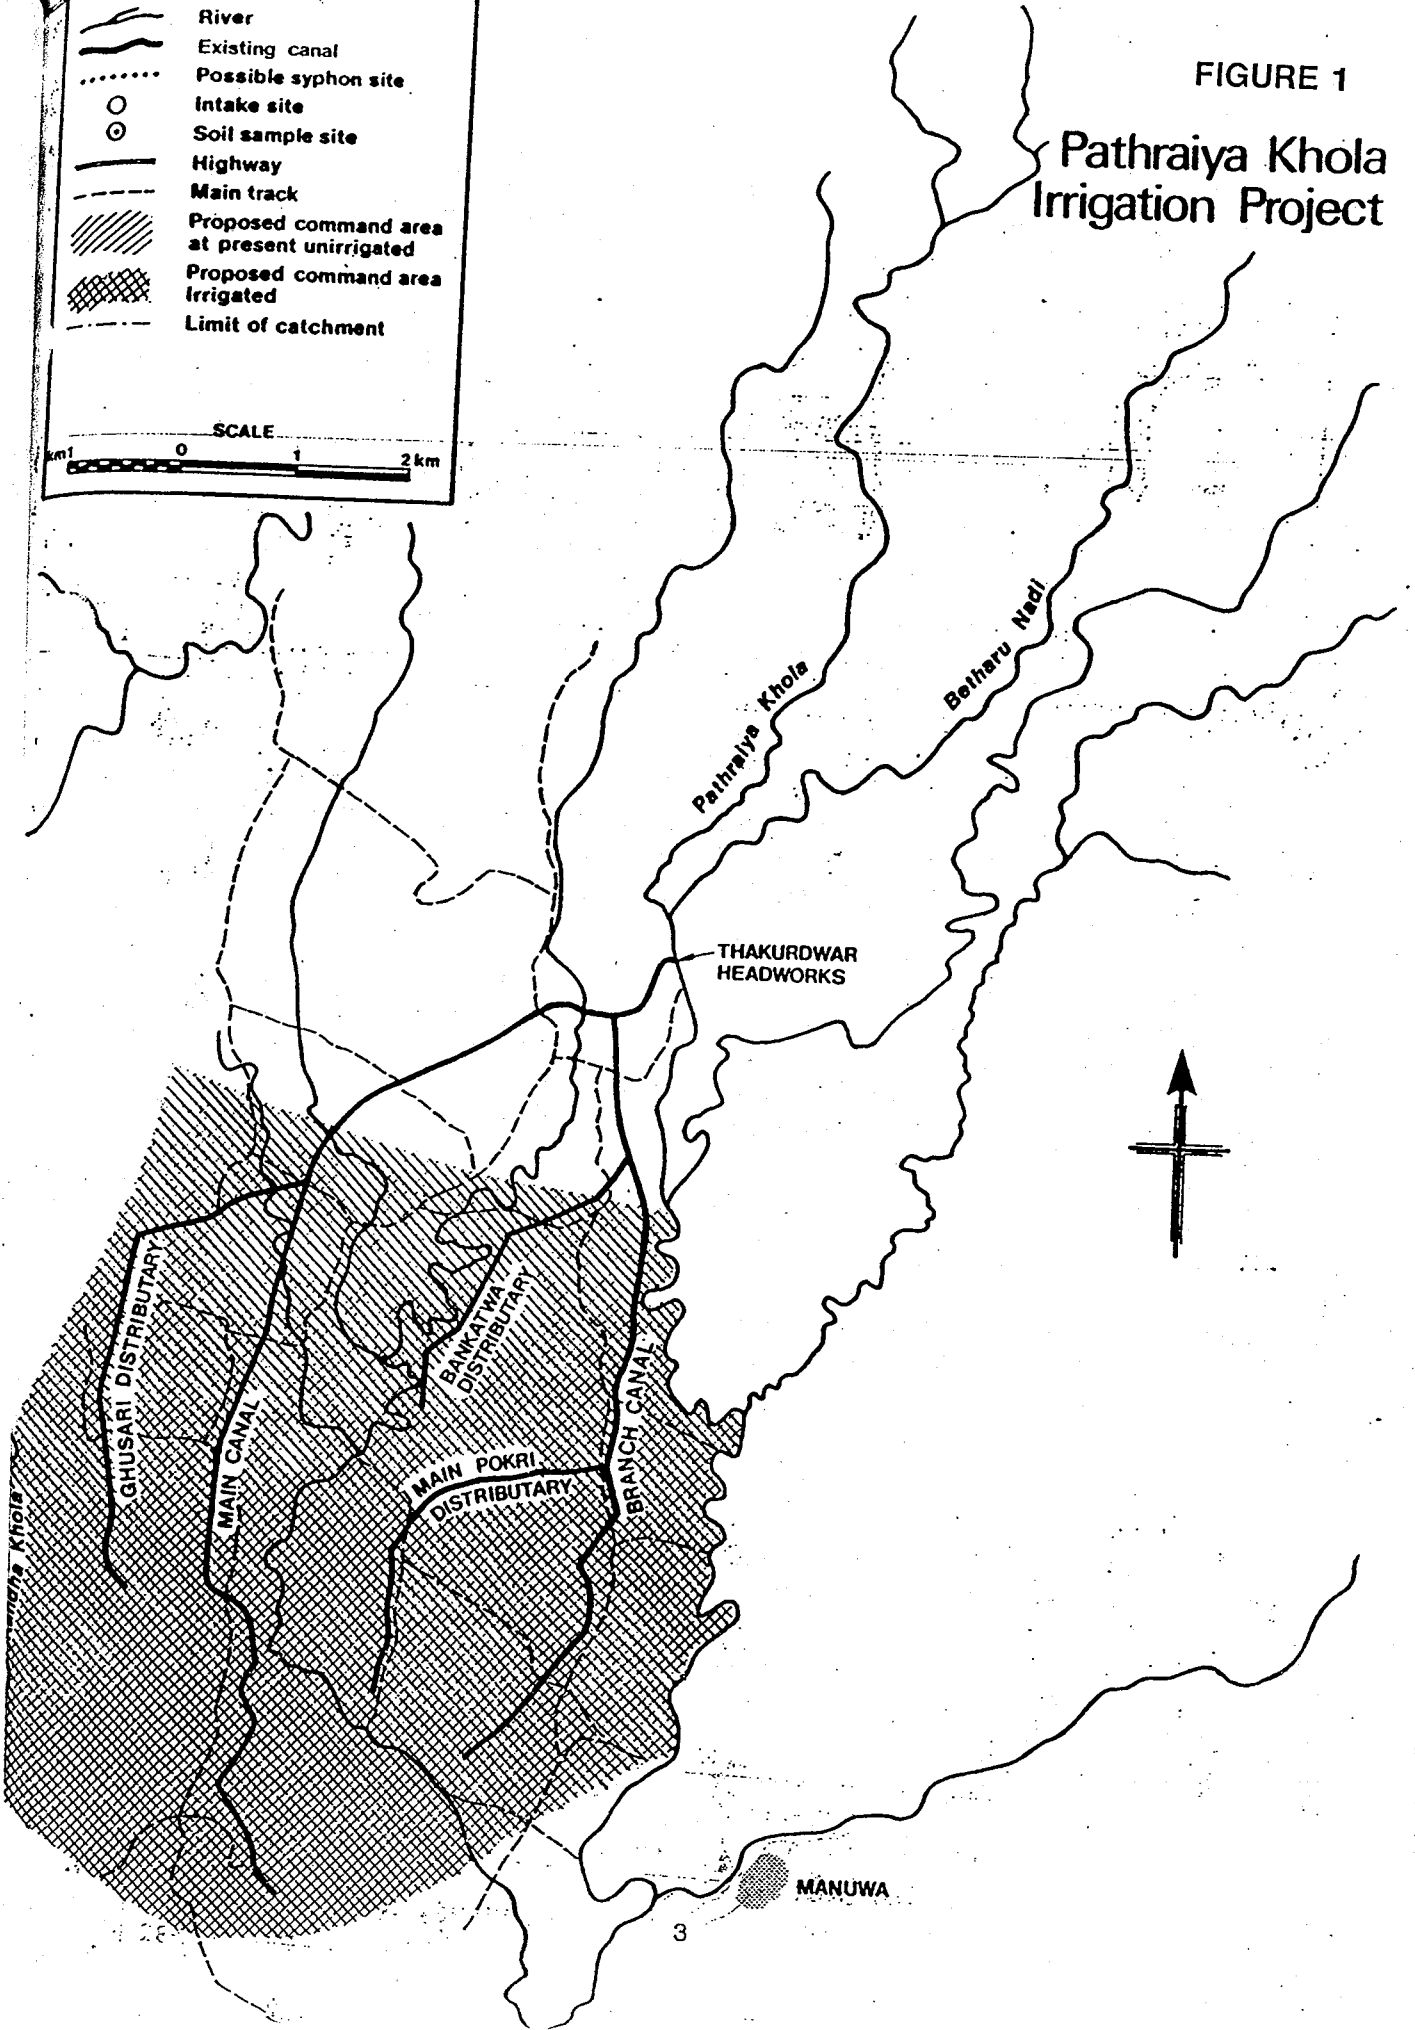 River
Existing canal
Possible syphon site
Intake site
Soil sample site
Highway
Main track
Proposed command area
at present unirrigated
Proposed command area
Irrigated
Limit of catchment
SCALE
km1 0 1 2 km
FIGURE 1
Pathraiya Khola
Irrigation Project
Pathraiya Khola
Betharu Nadi
THAKURDWAR
HEADWORKS
GHUSARI DISTRIBUTARY
MAIN CANAL
BANKATWA
DISTRIBUTARY
BRANCH CANAL
MAIN POKRI
DISTRIBUTARY
Khola
MANUWA
3